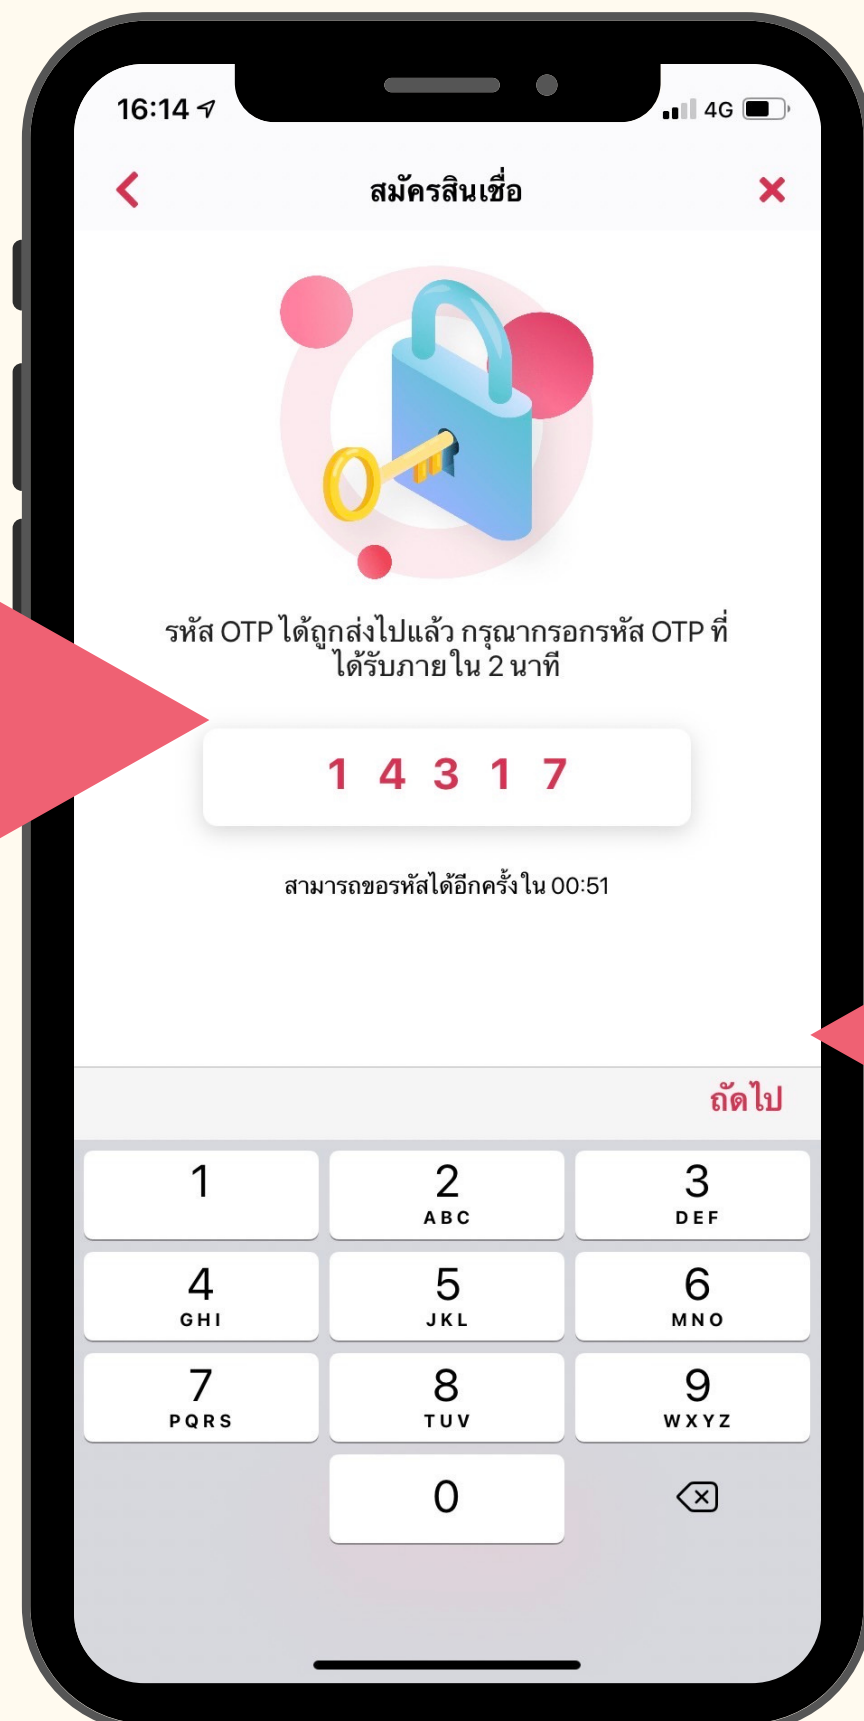 16:14
4G
สมัครสินเชื่อ
รหัส OTP ได้ถูกส่งไปแล้ว กรุณากรอกรหัส OTP ที่
ได้รับภายใน 2 นาที
1 4 3 1 7
สามารถขอรหัสได้อีกครั้งใน 00:51
ถัดไป
1
2
3
ABC
DEF
4
5
6
GHI
JKL
MNO
7
8
9
PQRS
TUV
WXYZ
0